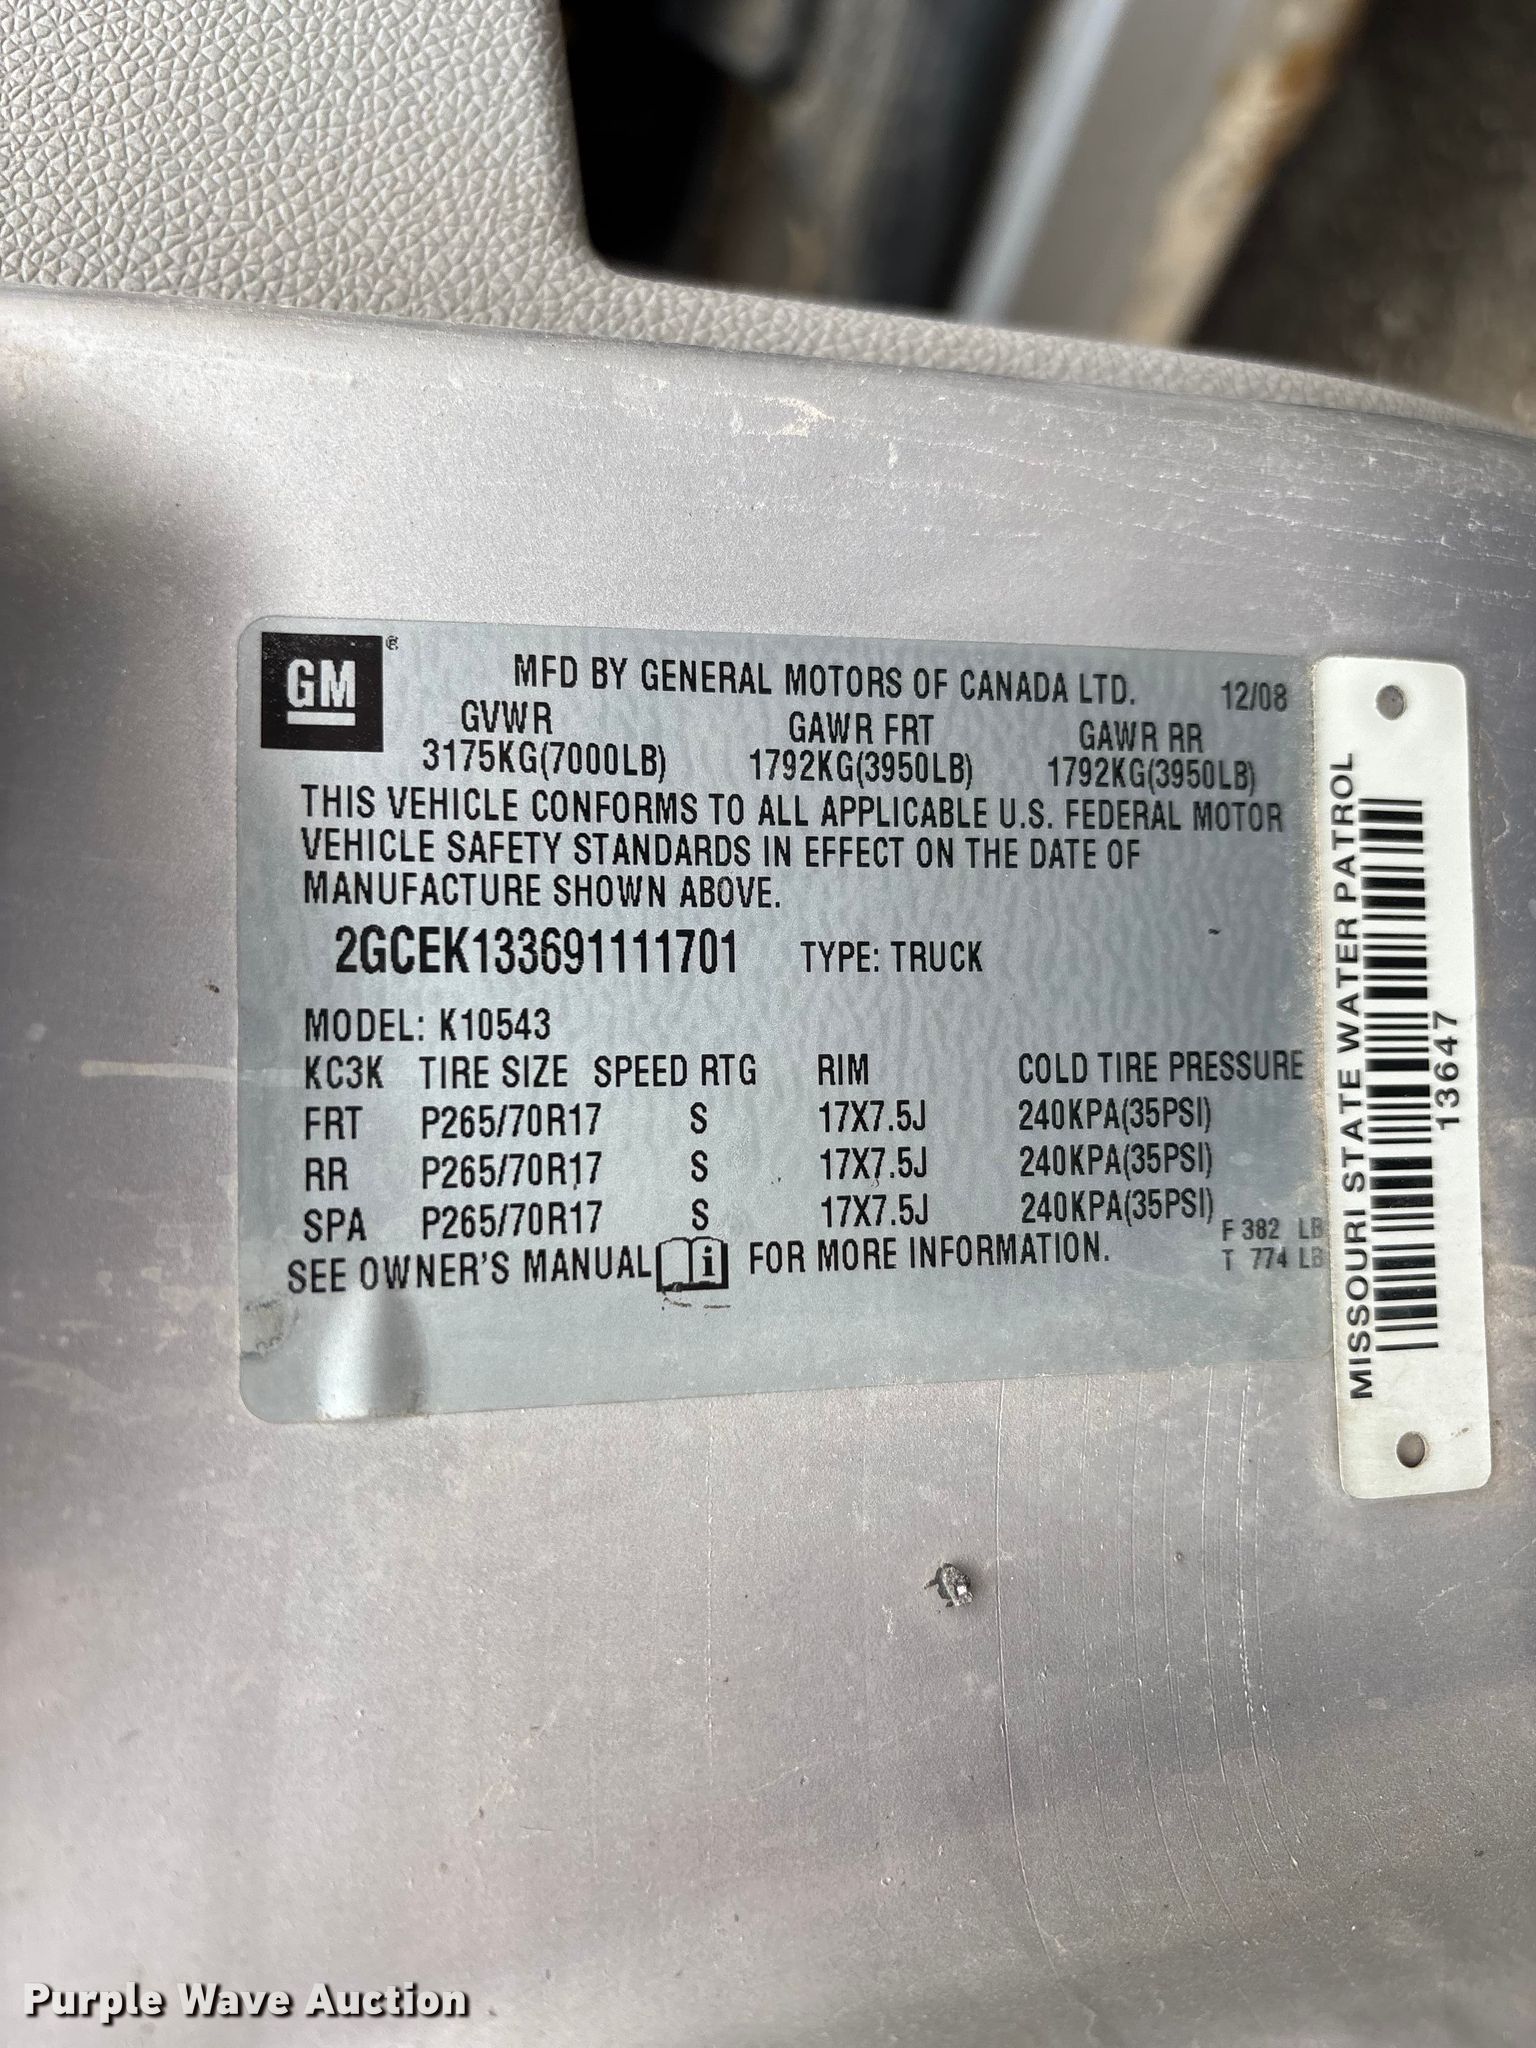 GM®
MFD BY GENERAL MOTORS OF CANADA LTD. 12/08
GVWR GAWR FRT GAWR RR
3175KG(7000LB) 1792KG(3950LB) 1792KG(3950LB)
THIS VEHICLE CONFORMS TO ALL APPLICABLE U.S. FEDERAL MOTOR
VEHICLE SAFETY STANDARDS IN EFFECT ON THE DATE OF
MANUFACTURE SHOWN ABOVE.
2GCEK133691111701 TYPE: TRUCK
MODEL: K10543
KC3K TIRE SIZE SPEED RTG RIM COLD TIRE PRESSURE
FRT P265/70R17 S 17X7.5J 240KPA(35PSI)
RR P265/70R17 S 17X7.5J 240KPA(35PSI)
SPA P265/70R17 S 17X7.5J 240KPA(35PSI)
F 382 LB
T 774 LB
SEE OWNER'S MANUAL i FOR MORE INFORMATION.
MISSOURI STATE WATER PATROL
13647
Purple Wave Auction